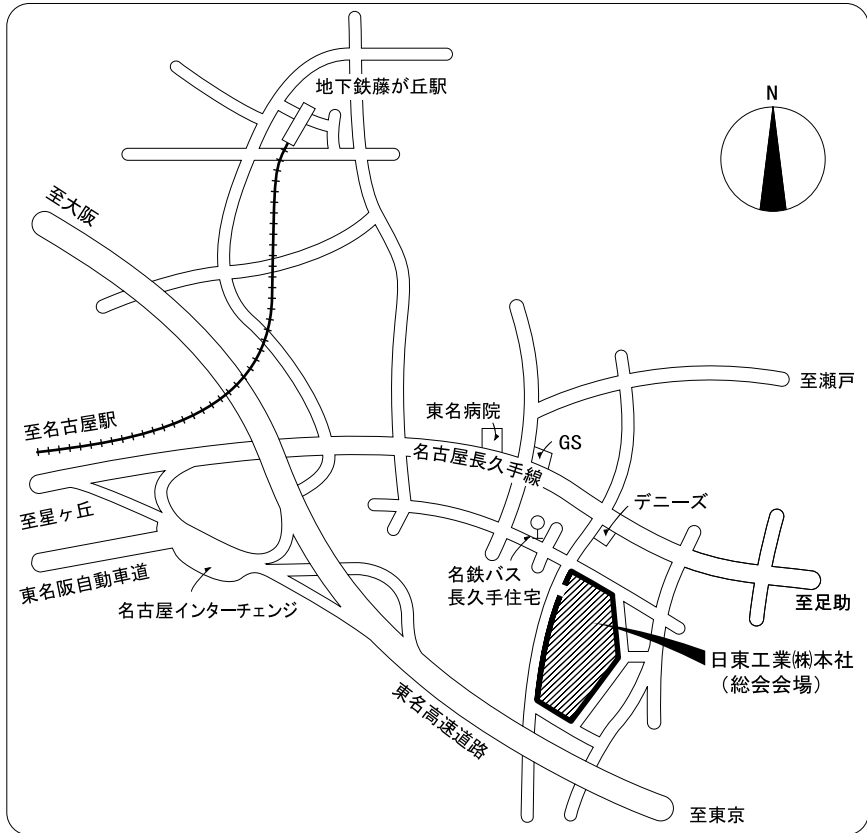 地下鉄藤が丘駅
N
至大阪
至瀬戸
至名古屋駅
東名病院
GS
名古屋長久手線
至星ヶ丘
デニーズ
東名阪自動車道
名古屋インターチェンジ
名鉄バス
長久手住宅
至足助
日東工業㈱本社
（総会会場）
東名高速道路
至東京